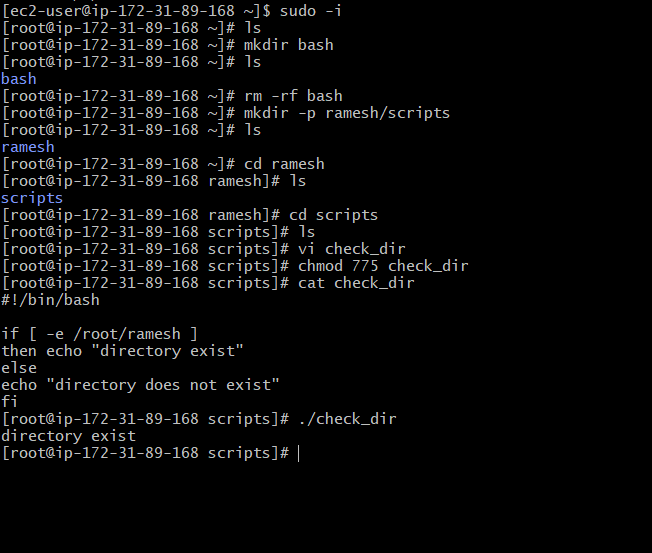 [ec2-user@ip-172-31-89-168 ~]$ sudo -i
[root@ip-172-31-89-168 ~]# ls
[root@ip-172-31-89-168 ~]# mkdir bash
[root@ip-172-31-89-168 ~]# ls
bash
[root@ip-172-31-89-168 ~]# rm -rf bash
[root@ip-172-31-89-168 ~]# mkdir -p ramesh/scripts
[root@ip-172-31-89-168 ~]# ls
ramesh
[root@ip-172-31-89-168 ~]# cd ramesh
[root@ip-172-31-89-168 ramesh]# ls
scripts
[root@ip-172-31-89-168 ramesh]# cd scripts
[root@ip-172-31-89-168 scripts]# ls
[root@ip-172-31-89-168 scripts]# vi check_dir
[root@ip-172-31-89-168 scripts]# chmod 775 check_dir
[root@ip-172-31-89-168 scripts]# cat check_dir
#!/bin/bash
if [ -e /root/ramesh ]
then echo "directory exist"
else
echo "directory does not exist"
fi
[root@ip-172-31-89-168 scripts]# ./check_dir
directory exist
[root@ip-172-31-89-168 scripts]#